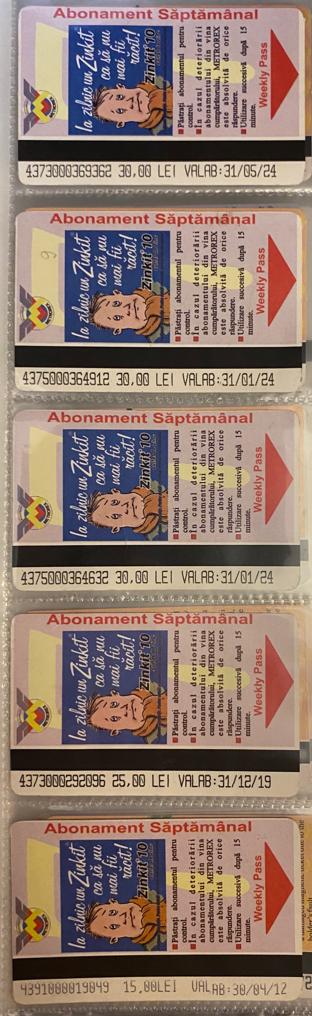 Abonament Săptămânal
Ia zilnic un Zinkit
ca să nu
mai fii
răcit!
Zinkit 10
Păstrați abonamentul pentru
control.
În cazul deteriorării
abonamentului din vina
cumpărătorului, METROREX
este absolvită de orice
răspundere.
Utilizare succesivă după 15
minute.
Weekly Pass
4373000369362 30,00 LEI VALAB:31/05/24
Abonament Săptămânal
Ia zilnic un Zinkit
ca să nu
mai fii
răcit!
Zinkit 10
Păstrați abonamentul pentru
control.
În cazul deteriorării
abonamentului din vina
cumpărătorului, METROREX
este absolvită de orice
răspundere.
Utilizare succesivă după 15
minute.
Weekly Pass
4375000364912 30,00 LEI VALAB:31/01/24
Abonament Săptămânal
Ia zilnic un Zinkit
ca să nu
mai fii
răcit!
Zinkit 10
Păstrați abonamentul pentru
control.
În cazul deteriorării
abonamentului din vina
cumpărătorului, METROREX
este absolvită de orice
răspundere.
Utilizare succesivă după 15
minute.
Weekly Pass
4375000364632 30,00 LEI VALAB:31/01/24
Abonament Săptămânal
Ia zilnic un Zinkit
ca să nu
mai fii
răcit!
Zinkit 10
Păstrați abonamentul pentru
control.
În cazul deteriorării
abonamentului din vina
cumpărătorului, METROREX
este absolvită de orice
răspundere.
Utilizare succesivă după 15
minute.
Weekly Pass
4373000292096 25,00 LEI VALAB:31/12/19
Abonament Săptămânal
Ia zilnic un Zinkit
ca să nu
mai fii
răcit!
Zinkit 10
Păstrați abonamentul pentru
control.
În cazul deteriorării
abonamentului din vina
cumpărătorului, METROREX
este absolvită de orice
răspundere.
Utilizare succesivă după 15
minute.
Weekly Pass
4391000019049 15,00LEI VALAB:30/04/12